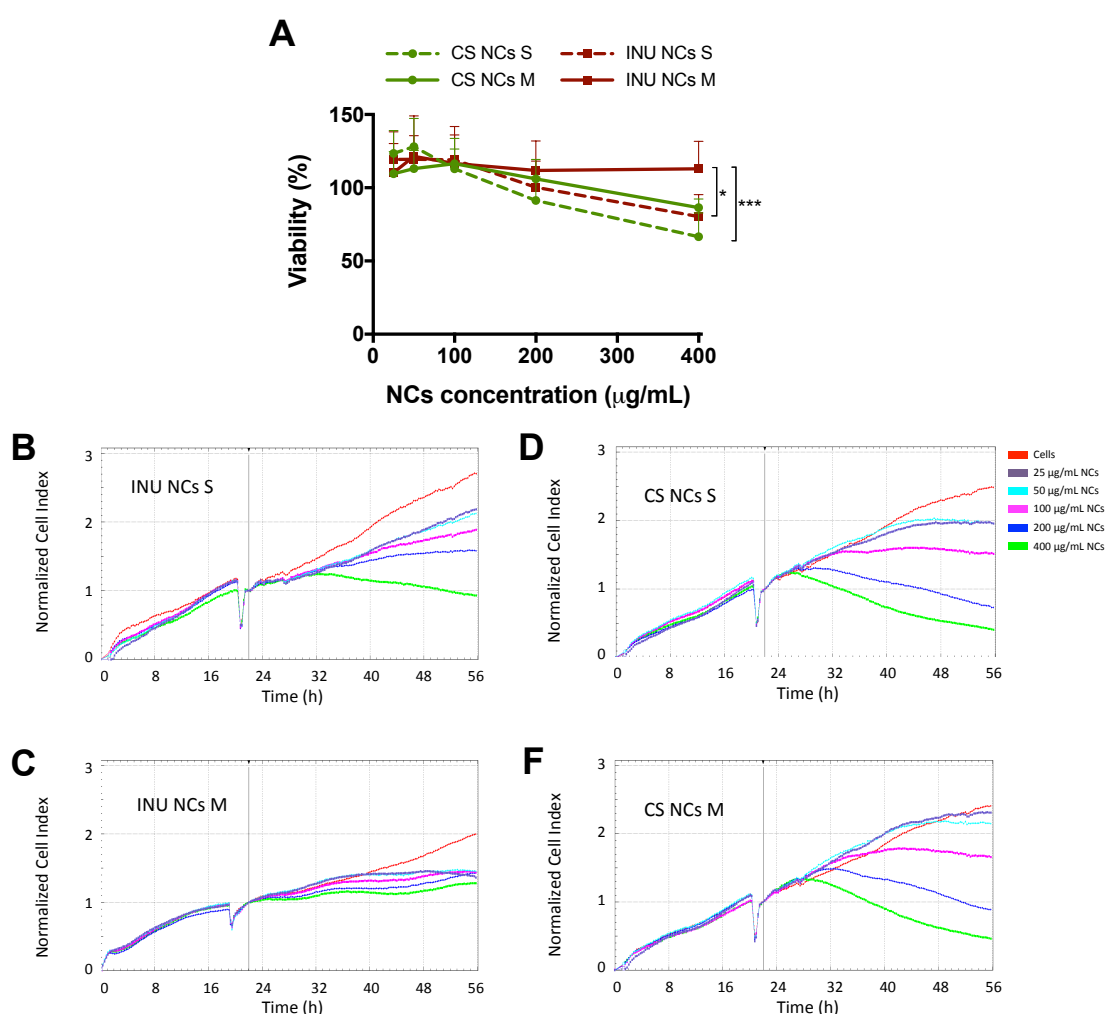 A
CS NCs S
INU NCs S
CS NCs M
INU NCs M
150
100
50
0
Viability (%)
*
***
0
100
200
300
400
NCs concentration (μg/mL)
B
3
2
1
0
Normalized Cell Index
INU NCs S
0
8
16
24
32
40
48
56
Time (h)
D
3
2
1
0
Normalized Cell Index
CS NCs S
0
8
16
24
32
40
48
56
Time (h)
Cells
25 μg/mL NCs
50 μg/mL NCs
100 μg/mL NCs
200 μg/mL NCs
400 μg/mL NCs
C
3
2
1
0
Normalized Cell Index
INU NCs M
0
8
16
24
32
40
48
56
Time (h)
F
3
2
1
0
Normalized Cell Index
CS NCs M
0
8
16
24
32
40
48
56
Time (h)